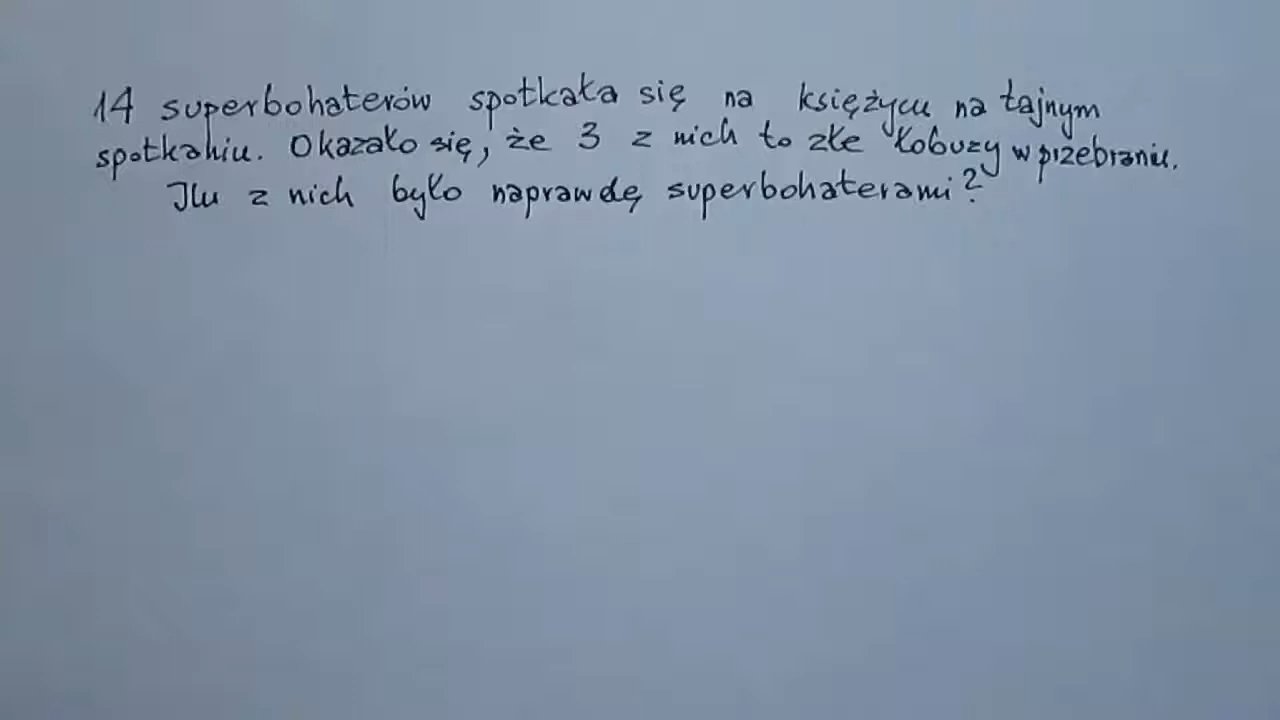 14 superbohaterów spotkała się na księżycu na tajnym
spotkaniu. Okazało się, że 3 z nich to złe łobuzy w przebraniu.
Ilu z nich było naprawdę superbohaterami?